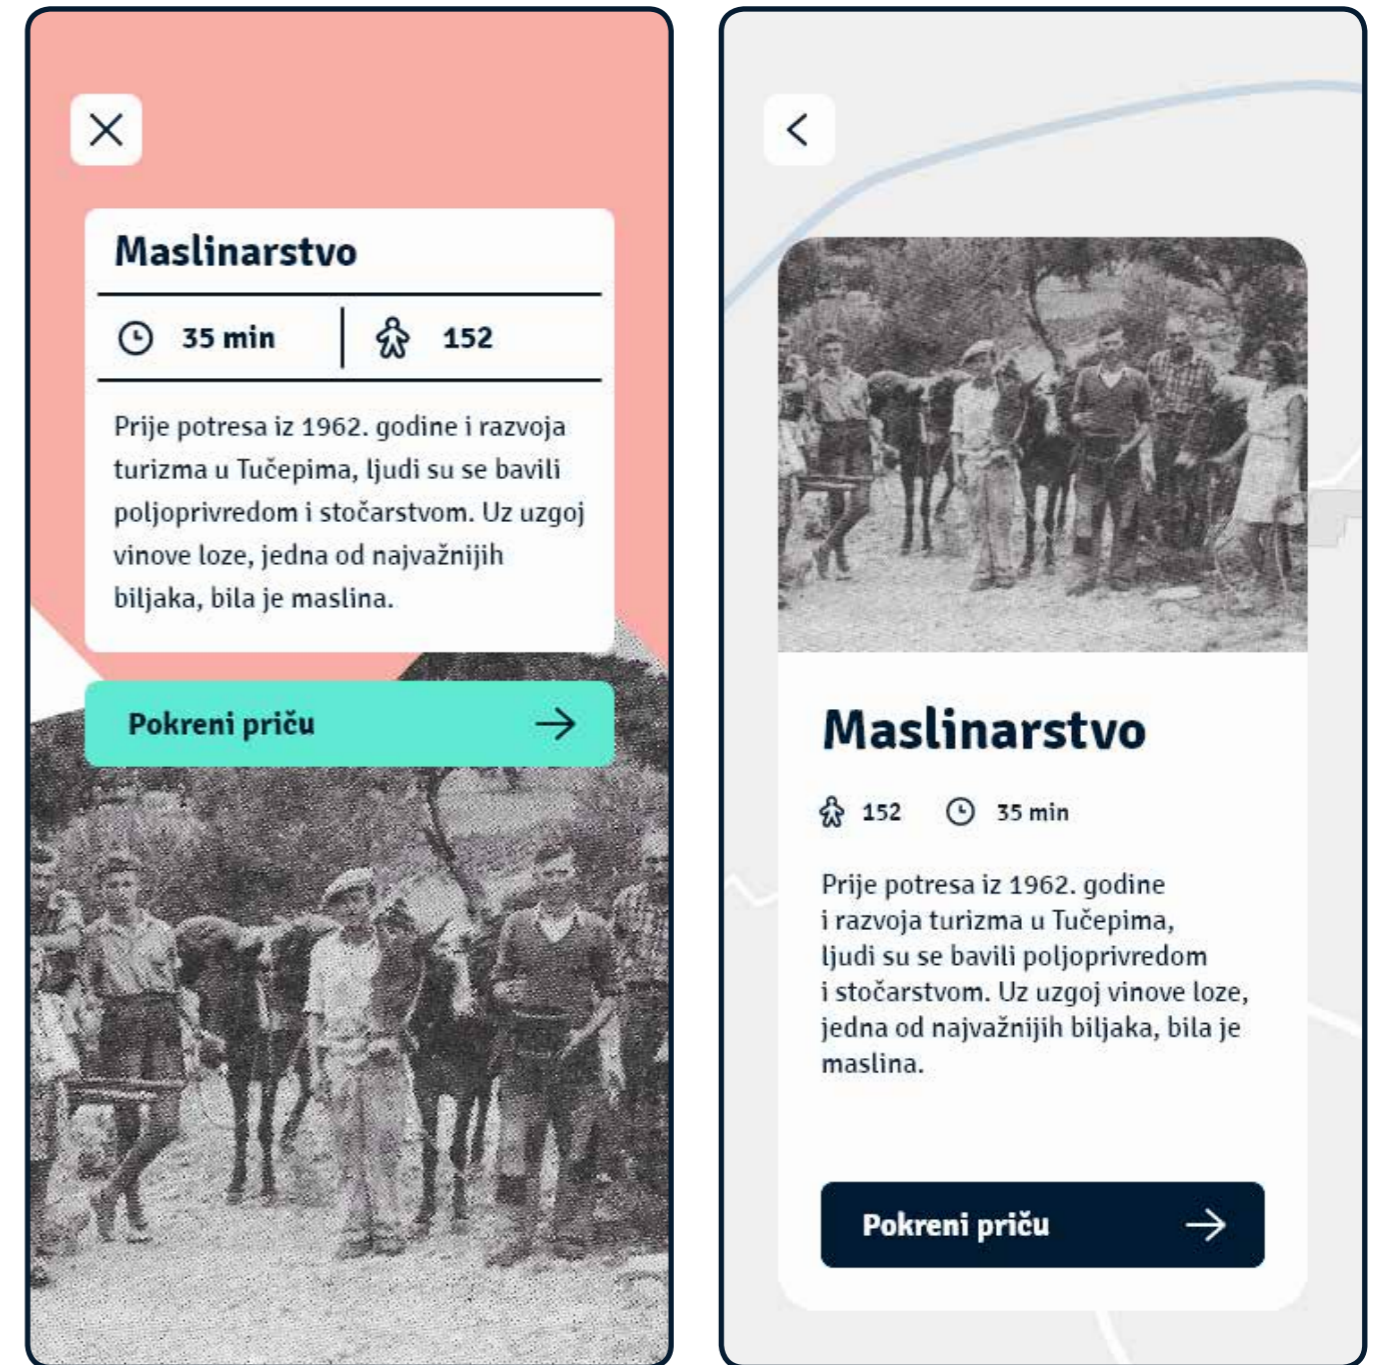 Maslinarstvo
35 min 152
Prije potresa iz 1962. godine i razvoja
turizma u Tučepima, ljudi su se bavili
poljoprivredom i stočarstvom. Uz uzgoj
vinove loze, jedna od najvažnijih
biljaka, bila je maslina.
Pokreni priču
Maslinarstvo
152 35 min
Prije potresa iz 1962. godine
i razvoja turizma u Tučepima,
ljudi su se bavili poljoprivredom
i stočarstvom. Uz uzgoj vinove loze,
jedna od najvažnijih biljaka, bila je
maslina.
Pokreni priču